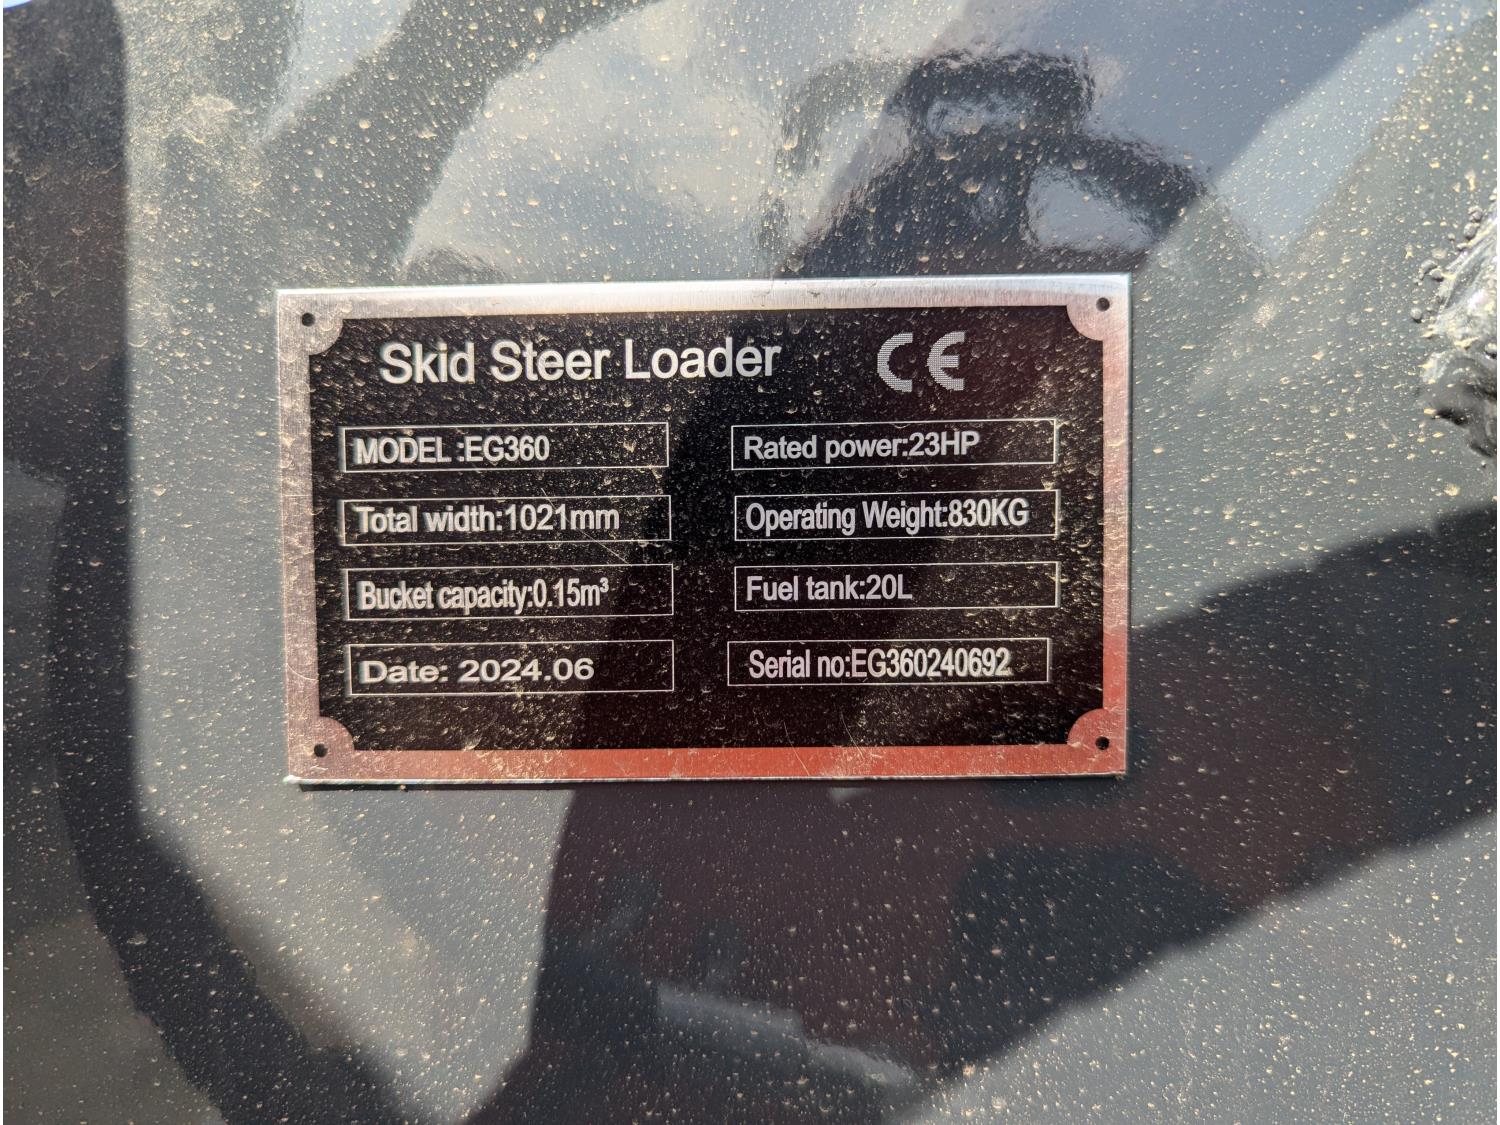 Skid Steer Loader CE
MODEL :EG360
Rated power:23HP
Total width:1021mm
Operating Weight:830KG
Bucket capacity:0.15m³
Fuel tank:20L
Date: 2024.06
Serial no:EG360240692